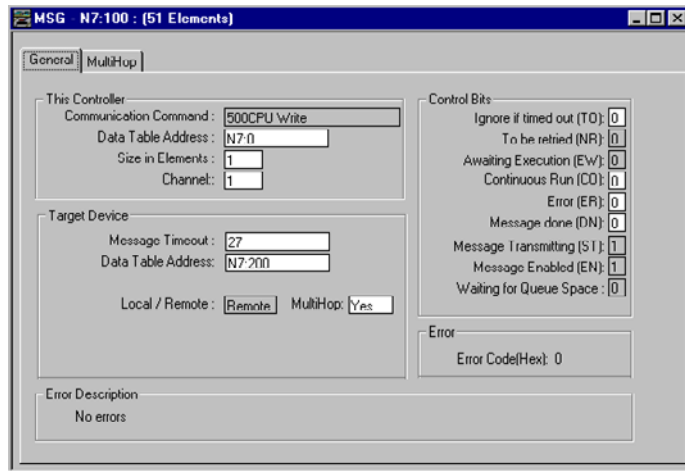 MSG - N7:100 : (51 Elements)
General MultiHop
This Controller
Communication Command : 500CPU Write
Data Table Address : N7:0
Size in Elements : 1
Channel: 1
Target Device
Message Timeout : 27
Data Table Address: N7:200
Local / Remote : Remote MultiHop: Yes
Control Bits
Ignore if timed out (TO): 0
To be retried (NR): 0
Awaiting Execution (EW): 0
Continuous Run (CO): 0
Error (ER): 0
Message done (DN): 0
Message Transmitting (ST): 1
Message Enabled (EN): 1
Waiting for Queue Space : 0
Error
Error Code(Hex): 0
Error Description
No errors